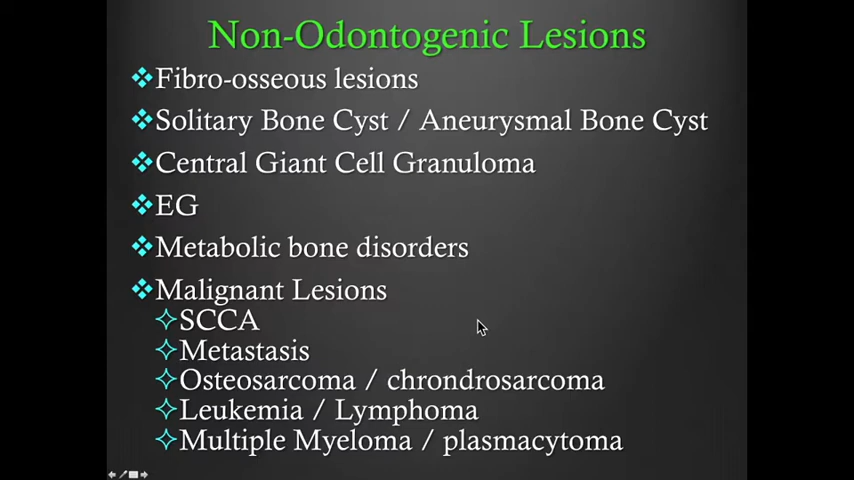 Non-Odontogenic Lesions
❖Fibro-osseous lesions
❖Solitary Bone Cyst / Aneurysmal Bone Cyst
❖Central Giant Cell Granuloma
❖EG
❖Metabolic bone disorders
❖Malignant Lesions
✧SCCA
✧Metastasis
✧Osteosarcoma / chrondrosarcoma
✧Leukemia / Lymphoma
✧Multiple Myeloma / plasmacytoma